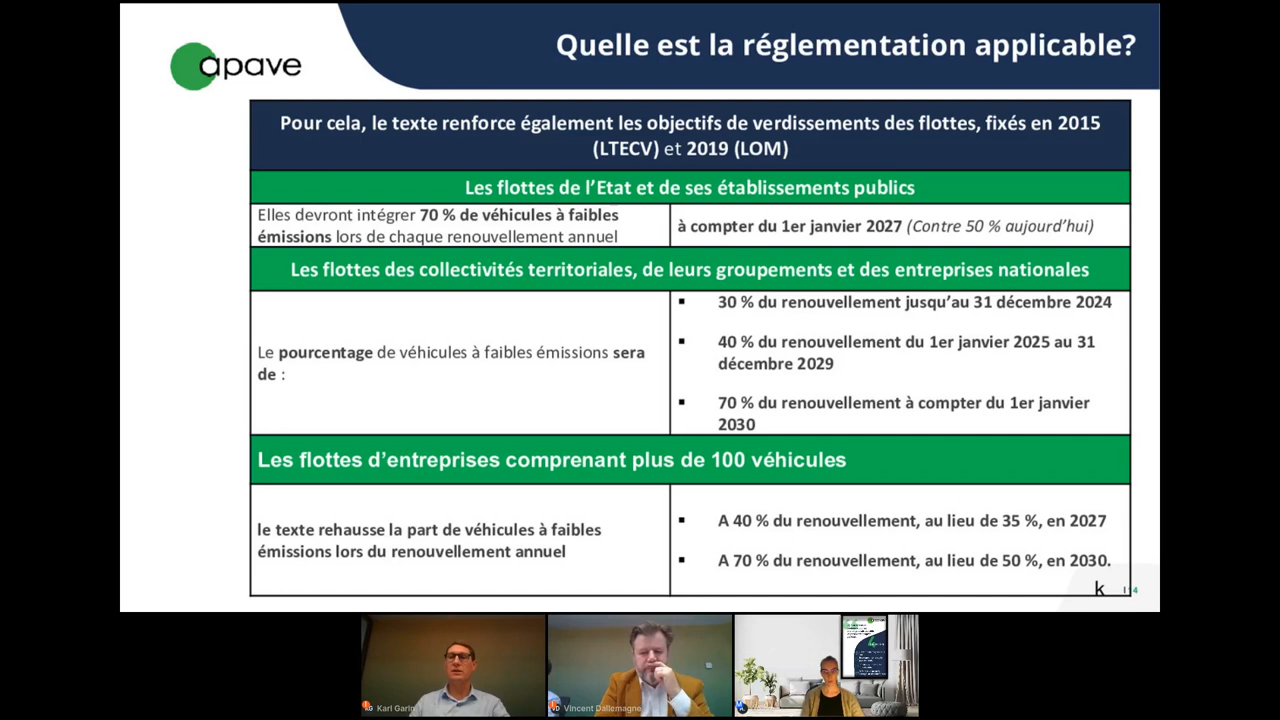 apave
Quelle est la réglementation applicable?
Pour cela, le texte renforce également les objectifs de verdissements des flottes, fixés en 2015
(LTECV) et 2019 (LOM)
Les flottes de l'Etat et de ses établissements publics
Elles devront intégrer 70 % de véhicules à faibles
émissions lors de chaque renouvellement annuel
à compter du 1er janvier 2027 (Contre 50 % aujourd'hui)
Les flottes des collectivités territoriales, de leurs groupements et des entreprises nationales
Le pourcentage de véhicules à faibles émissions sera
de :
▪ 30 % du renouvellement jusqu'au 31 décembre 2024
▪ 40 % du renouvellement du 1er janvier 2025 au 31
décembre 2029
▪ 70 % du renouvellement à compter du 1er janvier
2030
Les flottes d'entreprises comprenant plus de 100 véhicules
le texte rehausse la part de véhicules à faibles
émissions lors du renouvellement annuel
▪ A 40 % du renouvellement, au lieu de 35 %, en 2027
▪ A 70 % du renouvellement, au lieu de 50 %, en 2030.
k
Karl Garin
Vincent Dallemagne